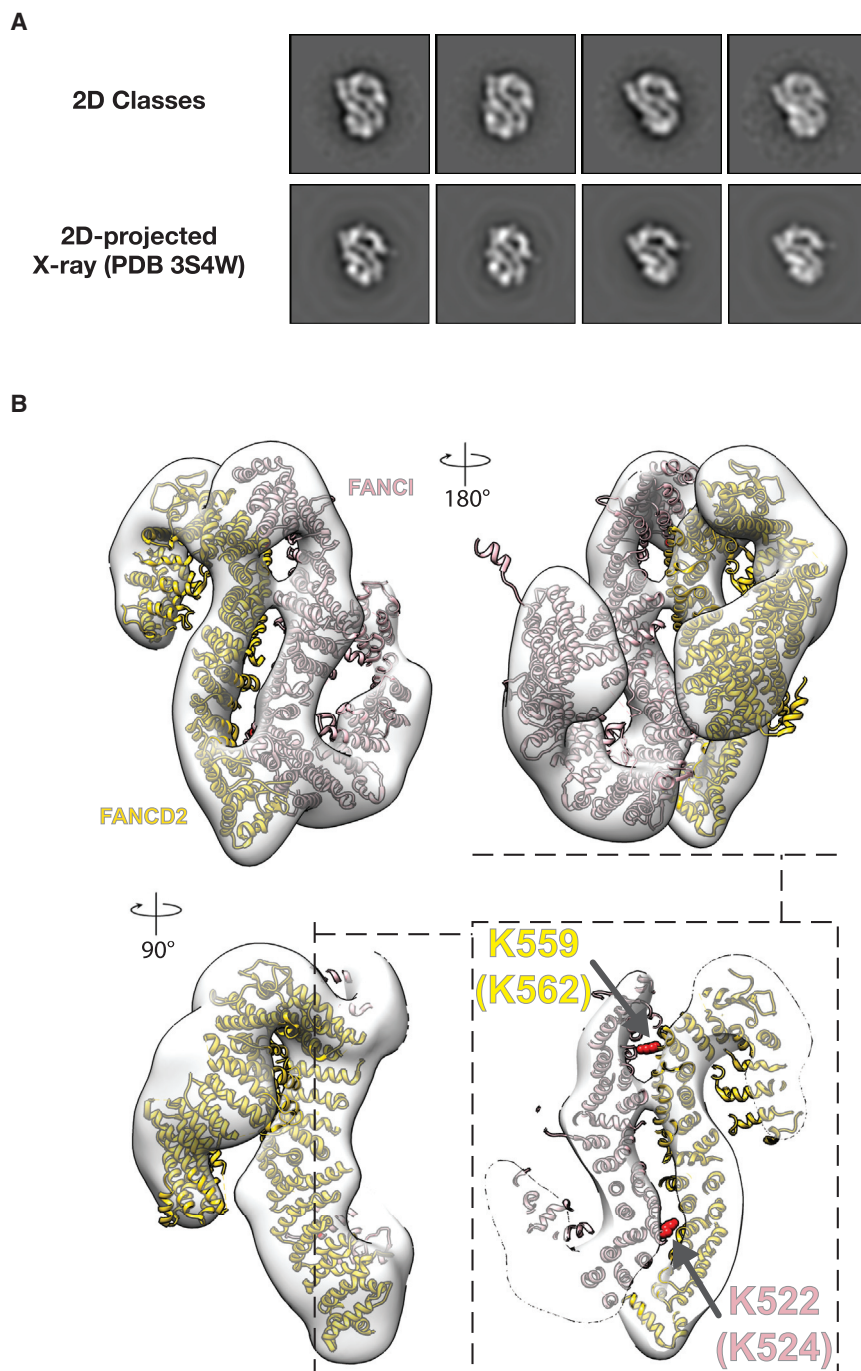 A
2D Classes
2D-projected
X-ray (PDB 3S4W)
B
FANCI
180°
FANCD2
90°
K559
(K562)
K522
(K524)